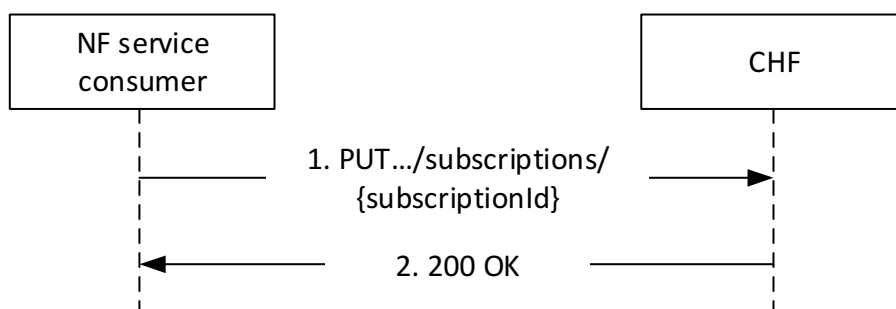 NF service
consumer
CHF
1. PUT.../subscriptions/
{subscriptionId}
2. 200 OK